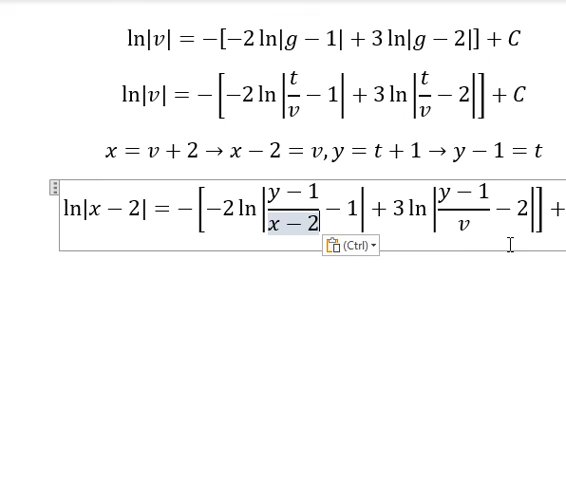 ln|v| = −[−2 ln|g − 1| + 3 ln|g − 2|] + C
ln|v| = −[−2 ln|t/v − 1| + 3 ln|t/v − 2|] + C
x = v + 2 → x − 2 = v, y = t + 1 → y − 1 = t
ln|x − 2| = −[−2 ln|(y − 1)/(x − 2) − 1| + 3 ln|(y − 1)/v − 2|] +
(Ctrl)